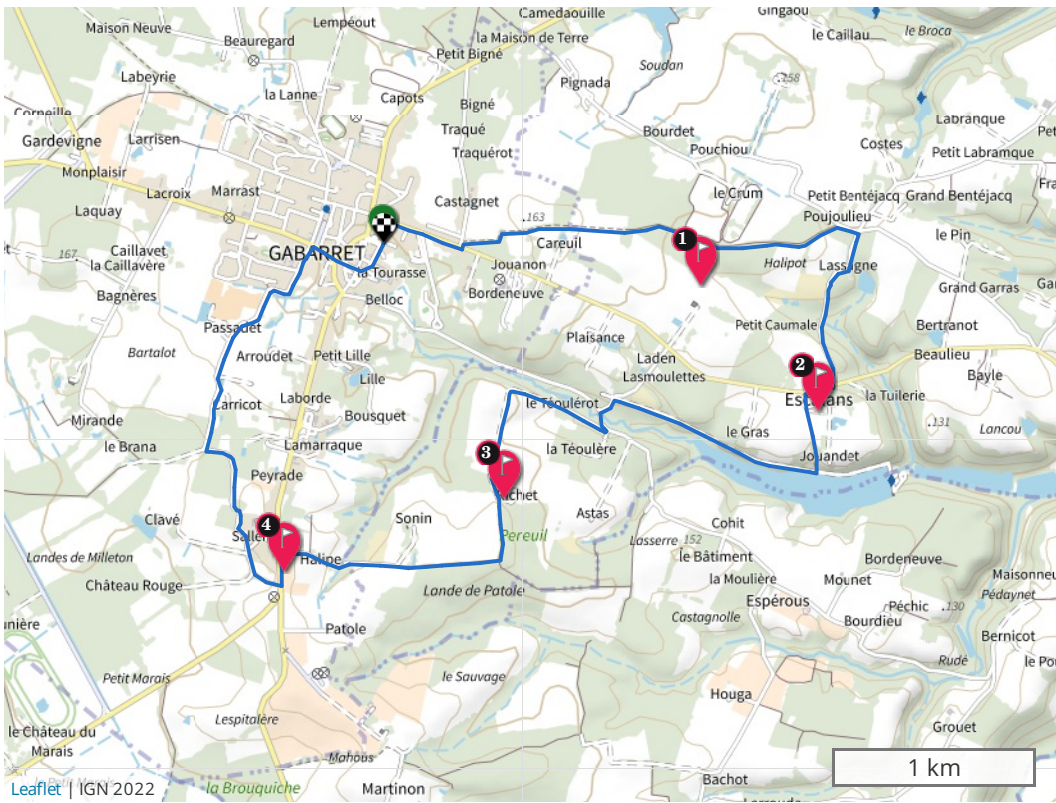 Gingaou
Camedaouille
Lempéout
Maison Neuve
le Broca
le Caillau
la Maison de Terre
Beauregard
Petit Bigné
Soudan
Labeyrie
258
Pignada
la Lanne
Capots
Bigné
Corneille
Labranque
Traqué
Bourdet
Gardevigne
Larrisen
Costes
Pouchiou
Traquérot
Petit Labramque
Monplaisir
Lacroix
Marrast
le Crum
Petit Bentéjacq
Grand Bentéjacq
Castagnet
Laquay
.163
Poujoulieu
le Pin
1
Careuil
Caillavet
167
GABARRET
la Caillavère
Halipot
Lassagne
Jouanon
la Tourasse
Grand Garras
Bagnères
Belloc
Bordeneuve
Passadet
Petit Caumale
Bertranot
Plaisance
Bartalot
Arroudet
Petit Lille
Laden
Beaulieu
2
Lasmoulettes
Bayle
Lille
Laborde
la Tuilerie
Carricot
le Téoulérot
Bousquet
Mirande
.131
Lancou
le Gras
le Brana
Lamarraque
la Téoulère
3
Jouandet
Peyrade
Astas
Clavé
Sonin
4
Cohit
Pereuil
Lasserre
152
Landes de Milleton
Haline
le Bâtiment
Bordeneuve
Château Rouge
la Moulière
Mounet
Maisonneu
Lande de Patole
Pédaynet
Espérous
Péchic
.130
Castagnolle
Bourdieu
Patole
Bernicot
Rudé
Petit Marais
le Sauvage
Houga
Lespitalère
Grouet
le Château du
Marais
Mahous
1 km
Bachot
Leaflet | IGN 2022
la Brouquiche
Martinon